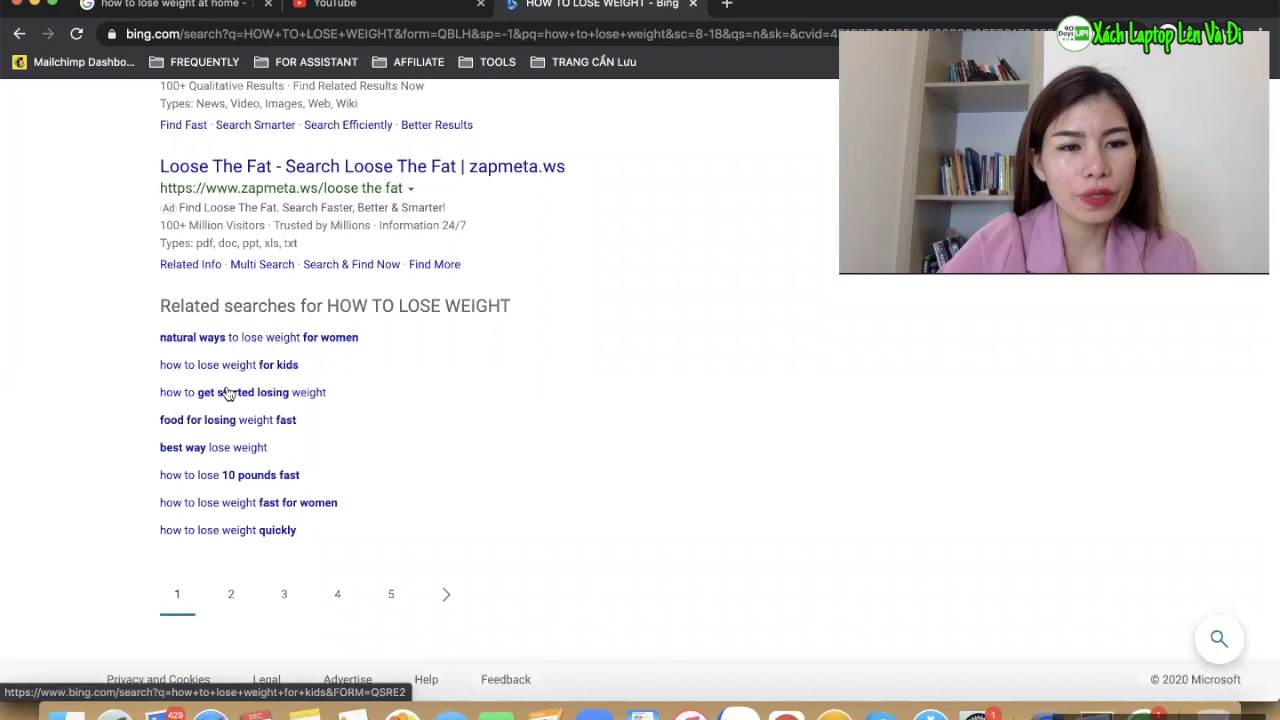 how to lose weight at home -
YouTube
HOW TO LOSE WEIGHT - Bing
bing.com/search?q=HOW+TO+LOSE+WEIGHT&form=QBLH&sp=-1&pq=how+to+lose+weight&sc=8-18&qs=n&sk=&cvid=
90 Days UP!
Xách Laptop Lên Và Đi
Mailchimp Dashbo...
FREQUENTLY
FOR ASSISTANT
AFFILIATE
TOOLS
TRANG CẦN Lưu
100+ Qualitative Results · Find Related Results Now
Types: News, Video, Images, Web, Wiki
Find Fast · Search Smarter · Search Efficiently · Better Results
Loose The Fat - Search Loose The Fat | zapmeta.ws
https://www.zapmeta.ws/loose the fat
Ad Find Loose The Fat. Search Faster, Better & Smarter!
100+ Million Visitors · Trusted by Millions · Information 24/7
Types: pdf, doc, ppt, xls, txt
Related Info · Multi Search · Search & Find Now · Find More
Related searches for HOW TO LOSE WEIGHT
natural ways to lose weight for women
how to lose weight for kids
how to get started losing weight
food for losing weight fast
best way lose weight
how to lose 10 pounds fast
how to lose weight fast for women
how to lose weight quickly
1 2 3 4 5
Privacy and Cookies
Legal
Advertise
Help
Feedback
© 2020 Microsoft
https://www.bing.com/search?q=how+to+lose+weight+for+kids&FORM=QSRE2
429
DEC
1
1